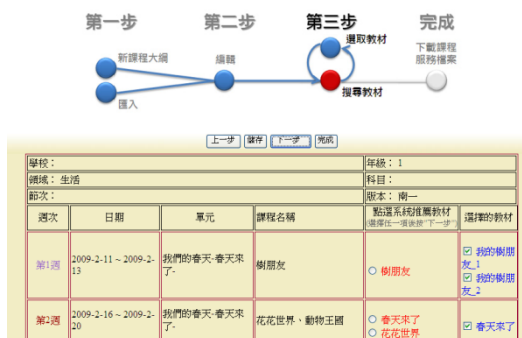 第一步 第二步 第三步 完成
新課程大綱
匯入
編輯
選取教材
搜尋教材
下載課程
服務檔案
上一步 儲存 下一步 完成
學校： 年級：1
領域：生活 科目：
節次： 版本：南一
週次 日期 單元 課程名稱 點選系統推薦教材 選擇的教材
(選擇任一項後按"下一步")
第1週 2009-2-11 ~ 2009-2-13 我們的春天-春天來了- 樹朋友 樹朋友 我的樹朋友_1
我的樹朋友_2
第2週 2009-2-16 ~ 2009-2-20 我們的春天-春天來了- 花花世界、動物王國 春天來了 春天來了
花花世界